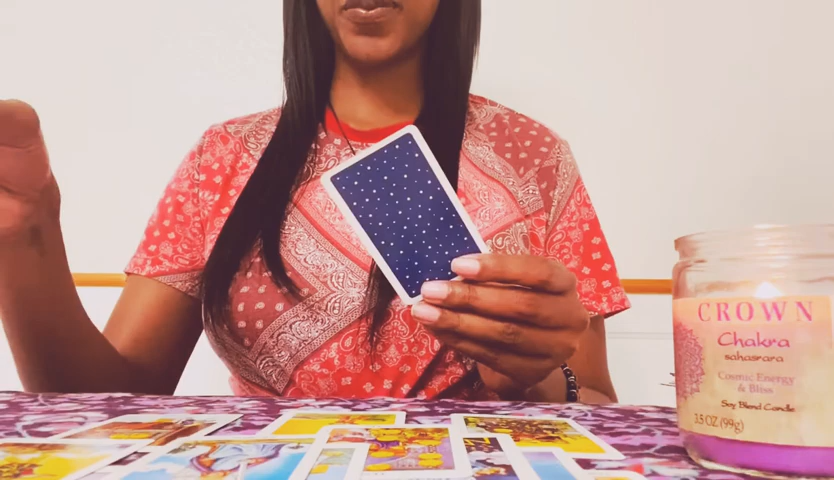 CROWN
Chakra
sahasrara
Cosmic Energy
& Bliss
Soy Blend Candle
3.5 OZ (99g)